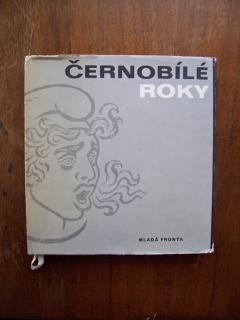 ČERNOBÍLÉ
ROKY
MLADÁ FRONTA